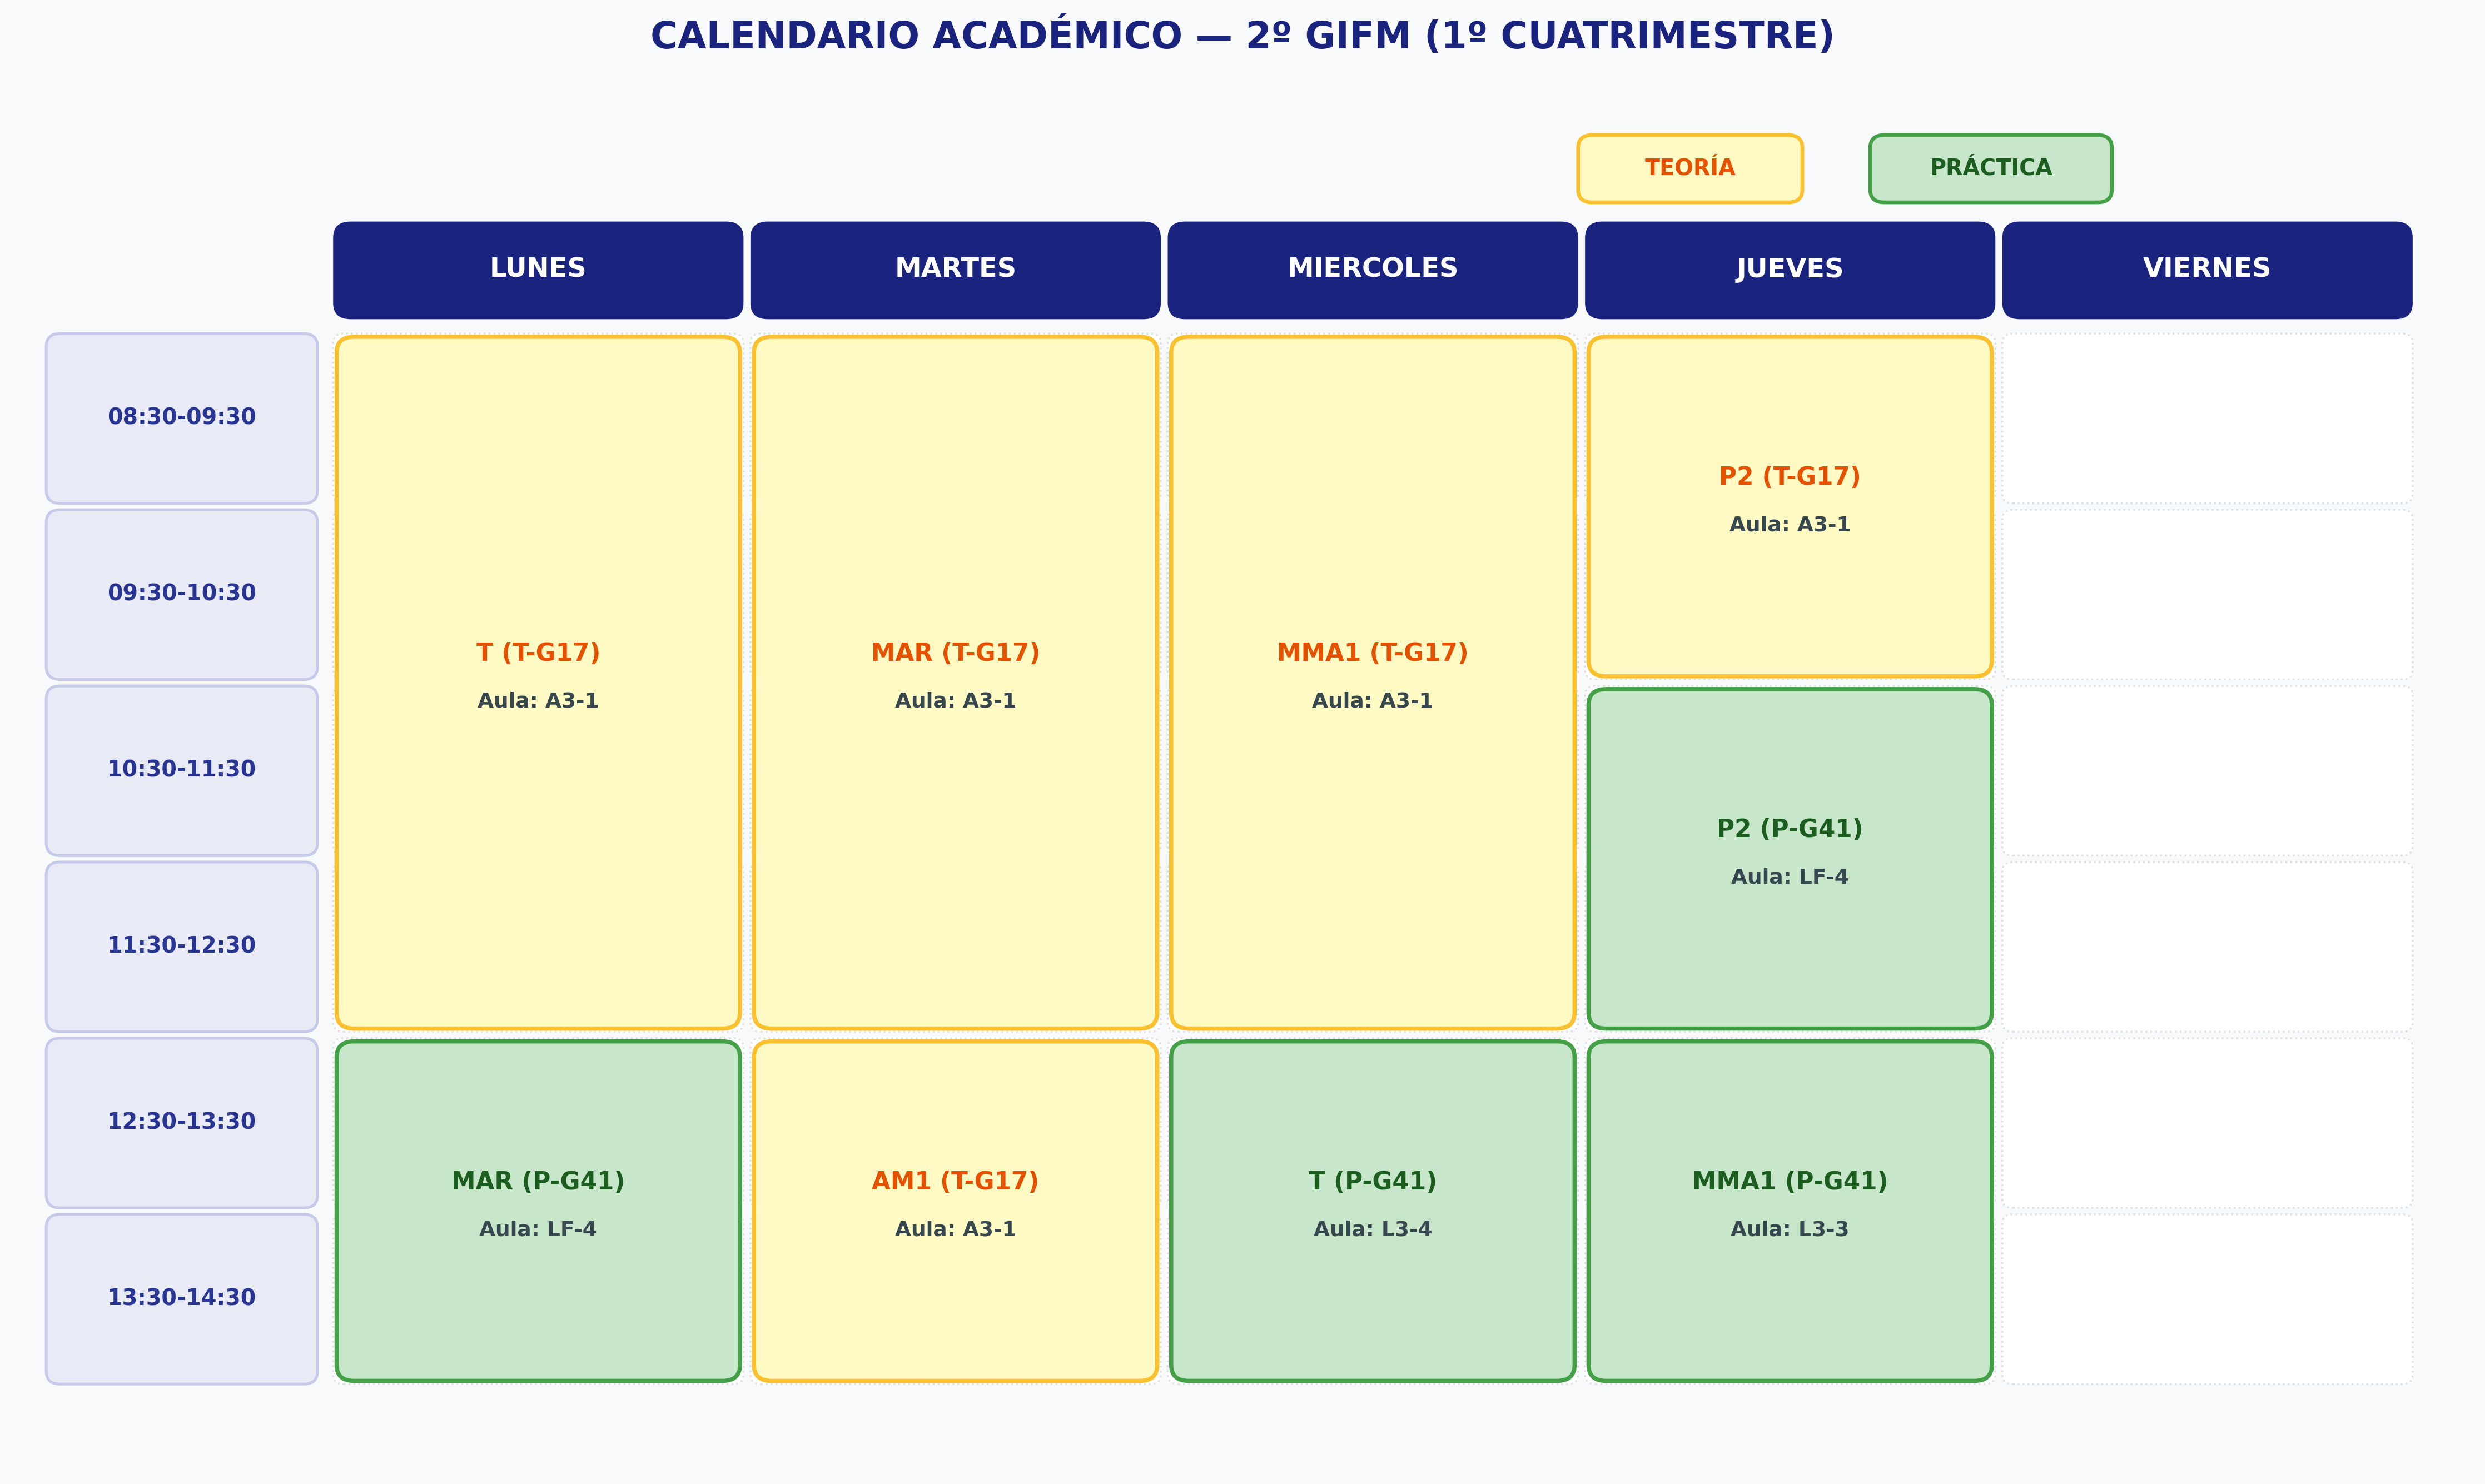 CALENDARIO ACADÉMICO — 2º GIFM (1º CUATRIMESTRE)
TEORÍA
PRÁCTICA
LUNES
MARTES
MIERCOLES
JUEVES
VIERNES
08:30-09:30
P2 (T-G17)
Aula: A3-1
09:30-10:30
T (T-G17)
Aula: A3-1
MAR (T-G17)
Aula: A3-1
MMA1 (T-G17)
Aula: A3-1
10:30-11:30
P2 (P-G41)
Aula: LF-4
11:30-12:30
12:30-13:30
MAR (P-G41)
Aula: LF-4
AM1 (T-G17)
Aula: A3-1
T (P-G41)
Aula: L3-4
MMA1 (P-G41)
Aula: L3-3
13:30-14:30